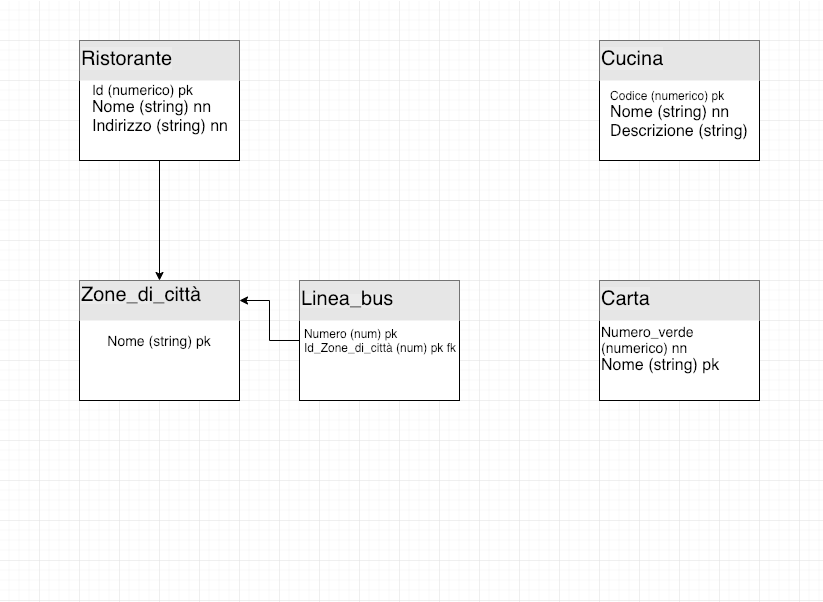 Ristorante
Id (numerico) pk
Nome (string) nn
Indirizzo (string) nn
Cucina
Codice (numerico) pk
Nome (string) nn
Descrizione (string)
Zone_di_città
Nome (string) pk
Linea_bus
Numero (num) pk
Id_Zone_di_città (num) pk fk
Carta
Numero_verde
(numerico) nn
Nome (string) pk